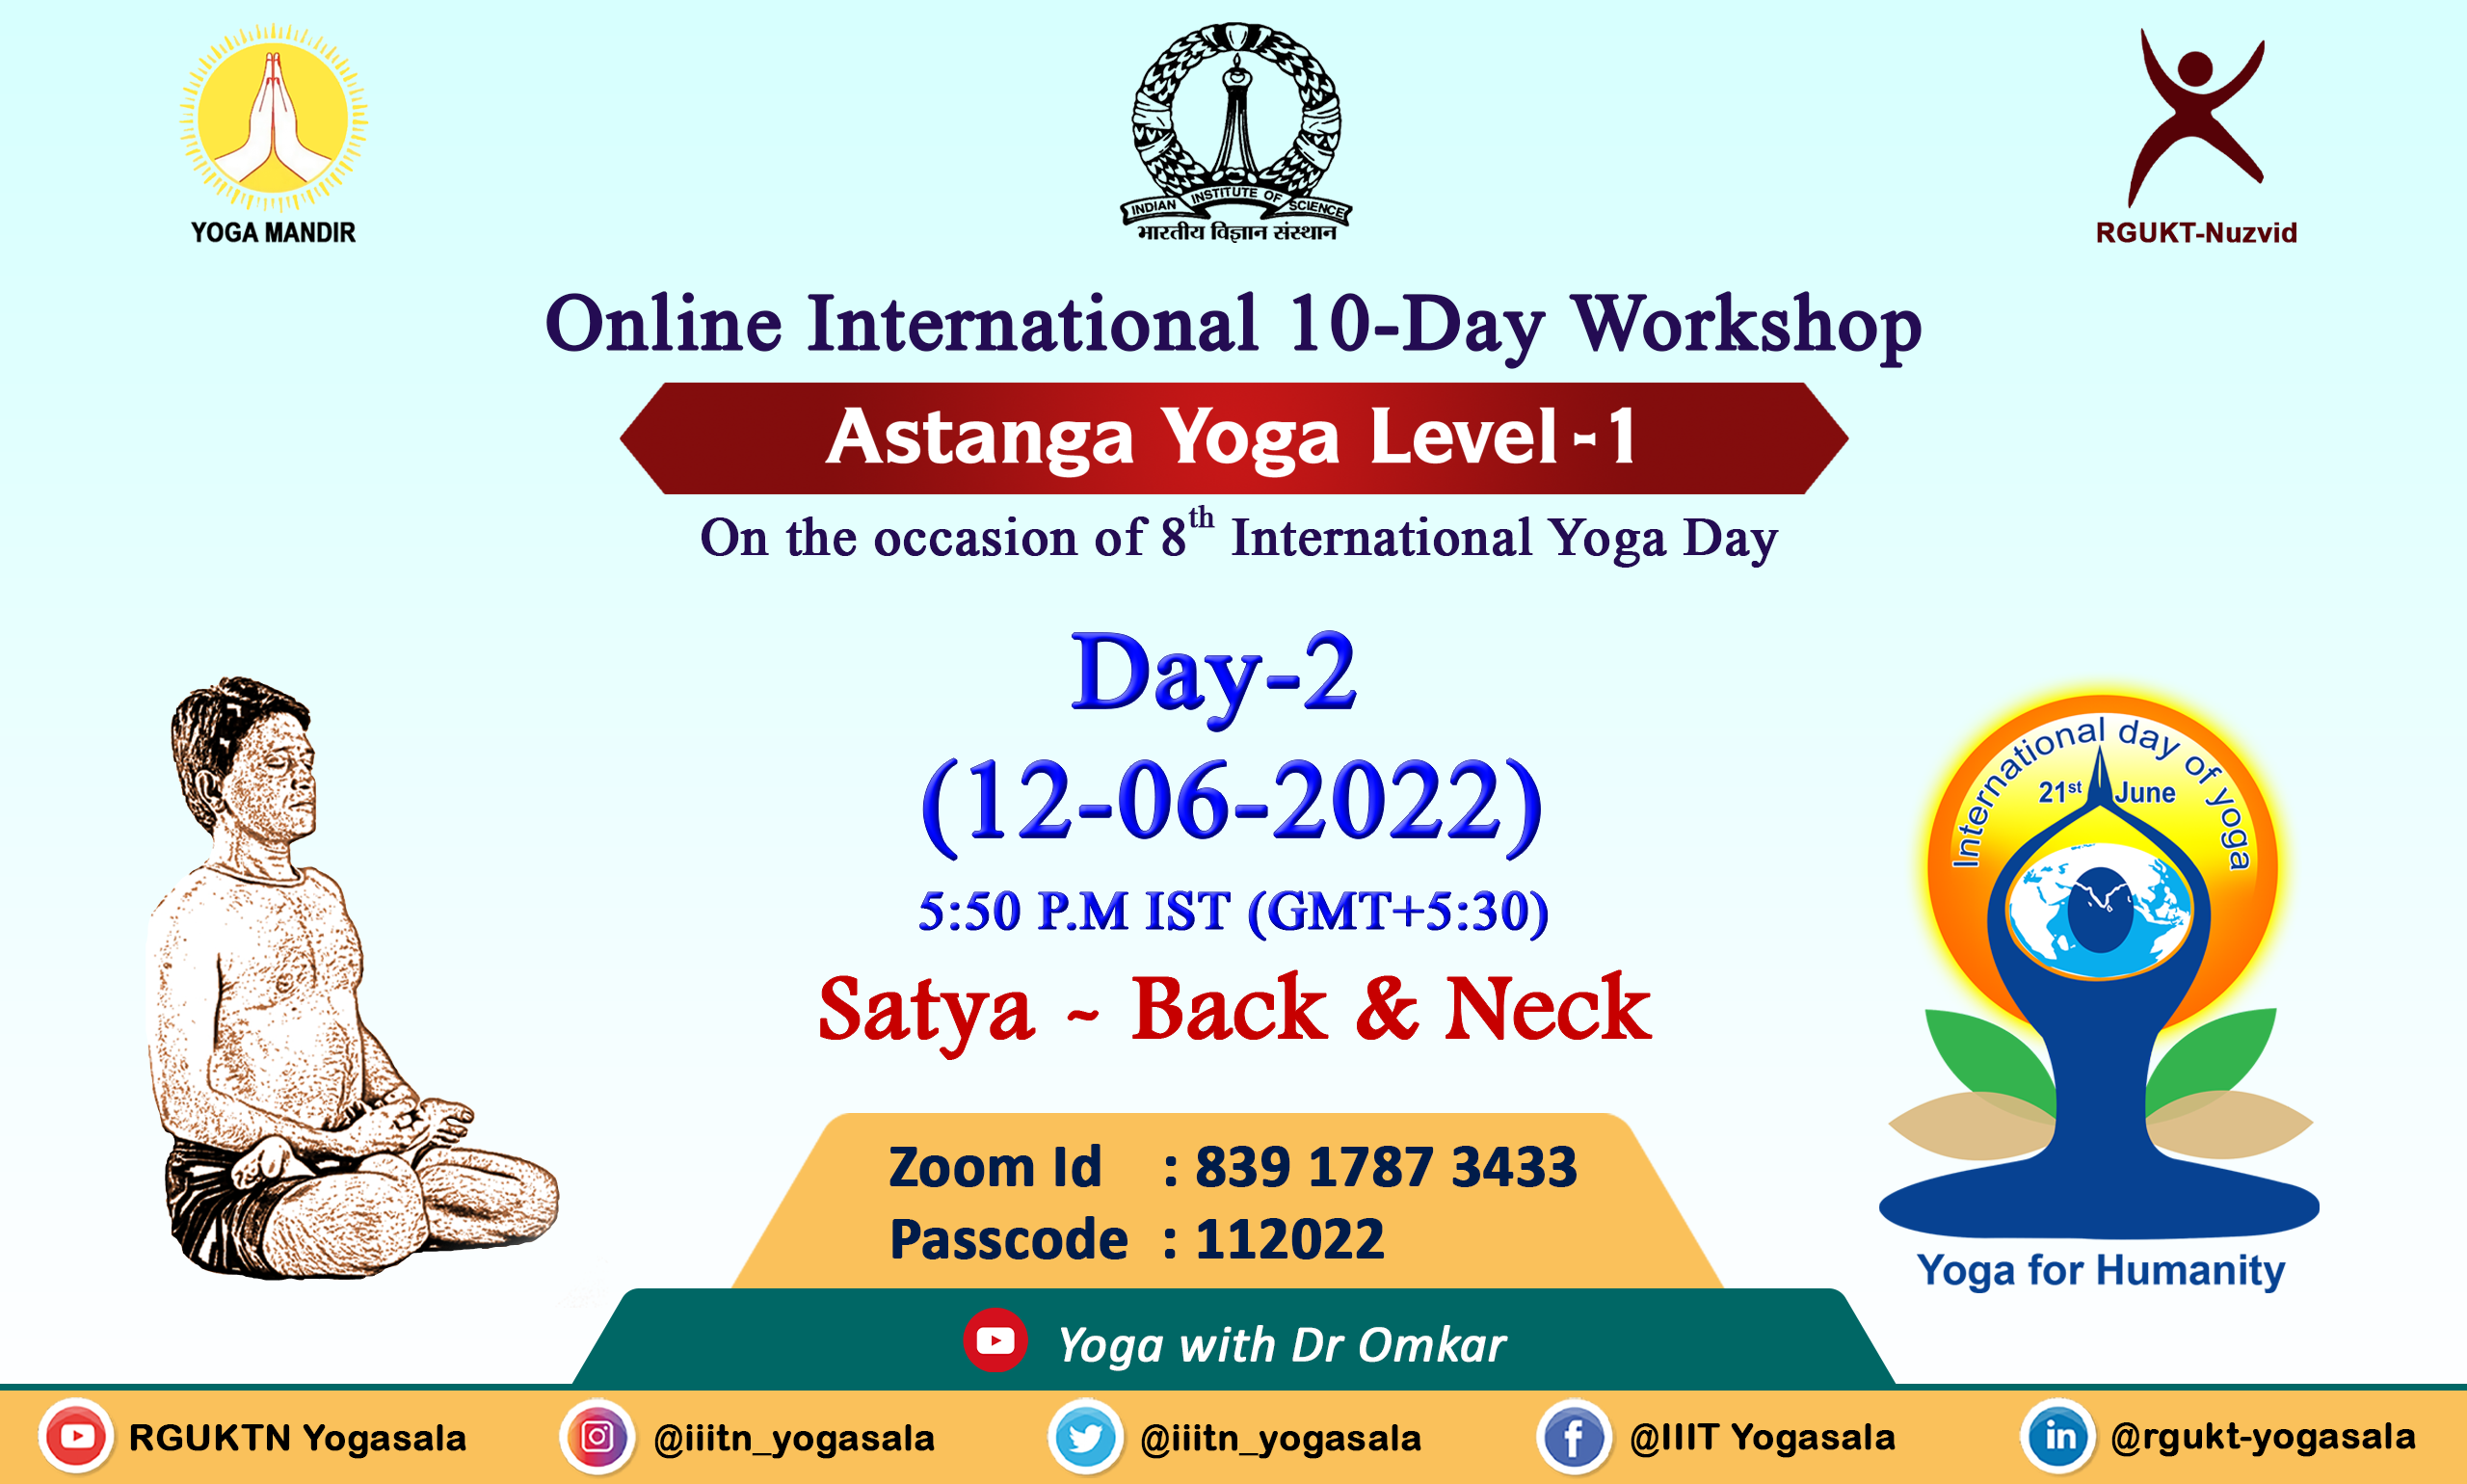 YOGA MANDIR
INDIAN INSTITUTE OF SCIENCE
भारतीय विज्ञान संस्थान
RGUKT-Nuzvid
Online International 10-Day Workshop
Astanga Yoga Level-1
On the occasion of 8th International Yoga Day
Day-2
(12-06-2022)
5:50 P.M IST (GMT+5:30)
Satya ~ Back & Neck
International day of yoga
21st June
Yoga for Humanity
Zoom Id : 839 1787 3433
Passcode : 112022
Yoga with Dr Omkar
RGUKTN Yogasala
@iiitn_yogasala
@iiitn_yogasala
@IIIT Yogasala
@rgukt-yogasala